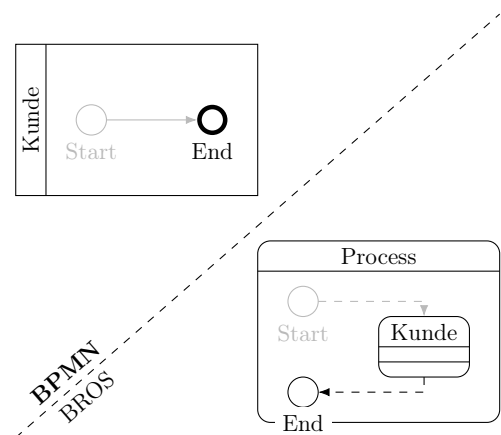 Kunde
Start
End
Process
Start
Kunde
End
BPMN
BROS